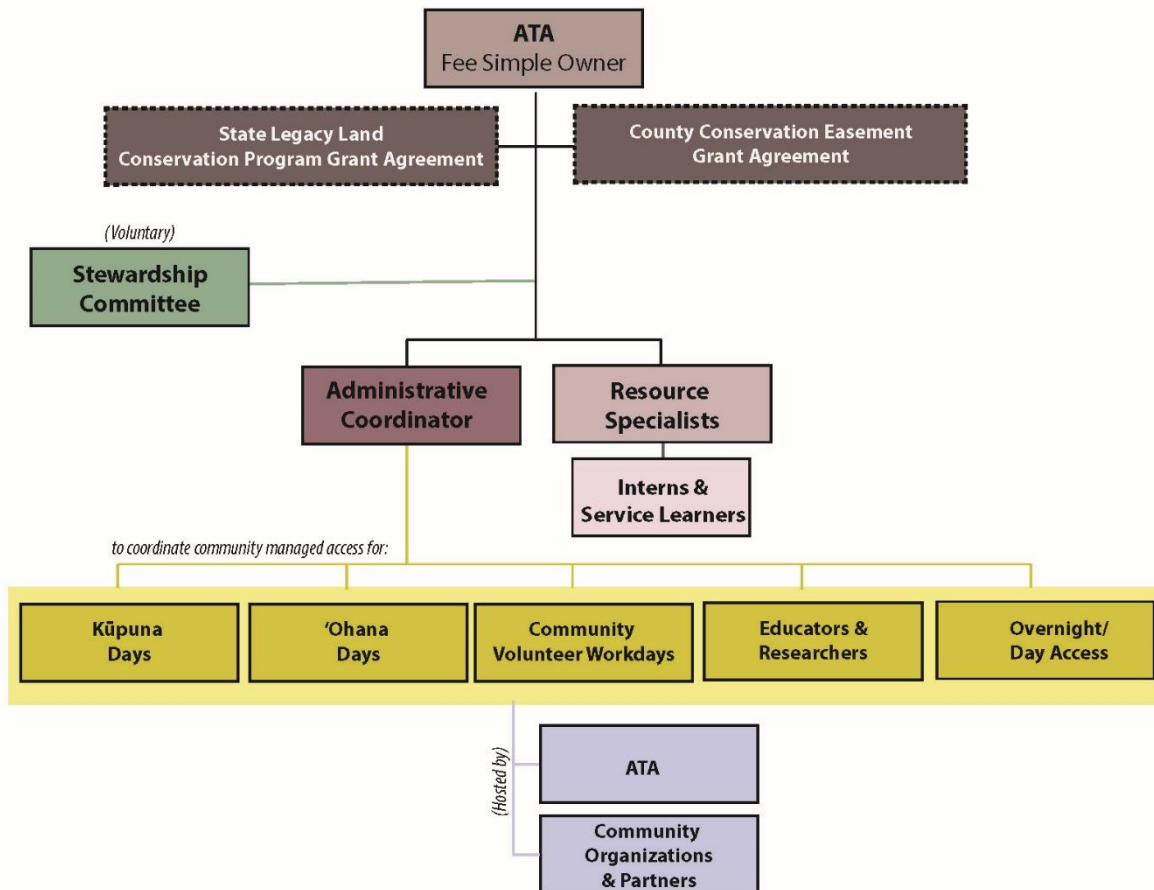 ATA
Fee Simple Owner
State Legacy Land
Conservation Program Grant Agreement
County Conservation Easement
Grant Agreement
(Voluntary)
Stewardship
Committee
Administrative
Coordinator
Resource
Specialists
Interns &
Service Learners
to coordinate community managed access for:
Kūpuna
Days
‘Ohana
Days
Community
Volunteer Workdays
Educators &
Researchers
Overnight/
Day Access
(Hosted by)
ATA
Community
Organizations
& Partners